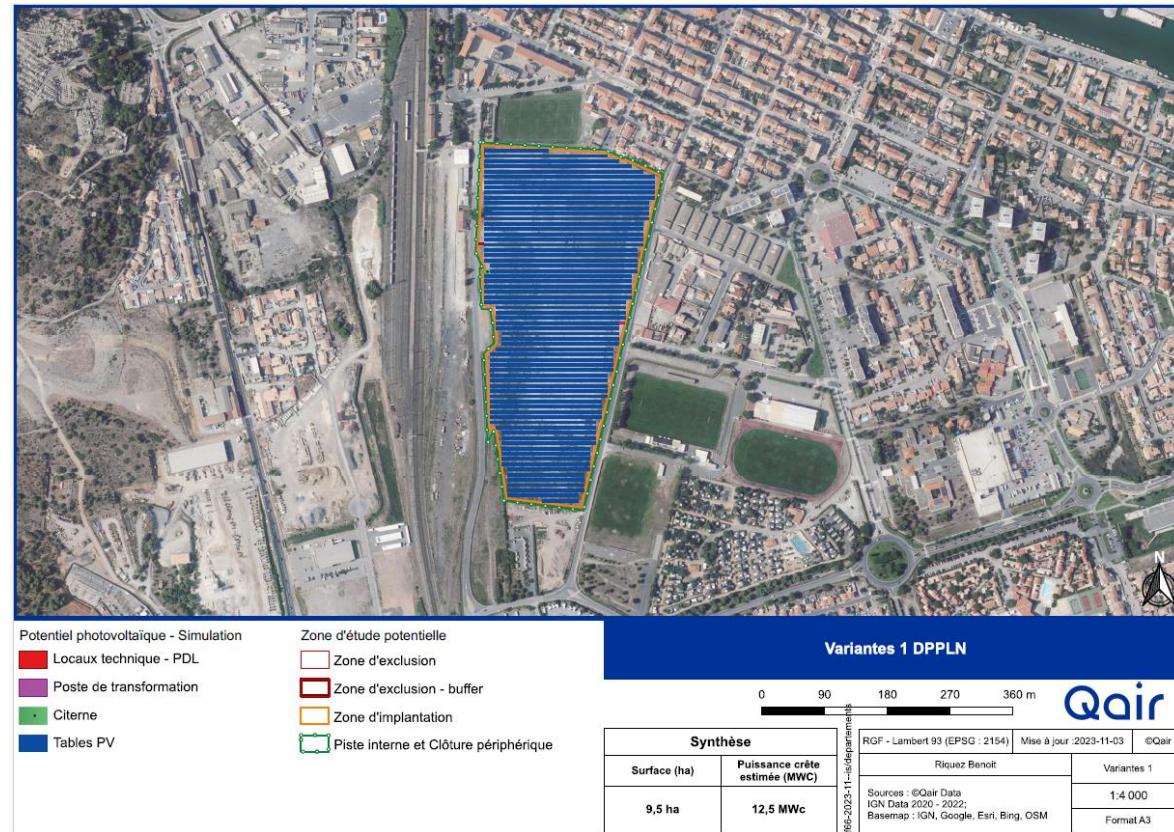 N
Potentiel photovoltaïque - Simulation
Locaux technique - PDL
Poste de transformation
Citerne
Tables PV
Zone d'étude potentielle
Zone d'exclusion
Zone d'exclusion - buffer
Zone d'implantation
Piste interne et Clôture périphérique
Variantes 1 DPPLN
0 90 180 270 360 m
Qair
Synthèse
Surface (ha)
Puissance crête
estimée (MWC)
9,5 ha
12,5 MWc
RGF - Lambert 93 (EPSG : 2154)
Mise à jour :2023-11-03
©Qair
Riquez Benoit
Variantes 1
Sources : ©Qair Data
IGN Data 2020 - 2022;
Basemap : IGN, Google, Esri, Bing, OSM
1:4 000
Format A3